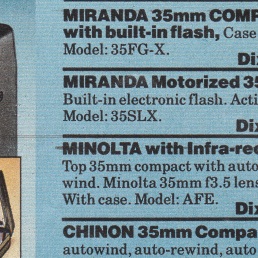 MIRANDA 35mm COMP
with built-in flash, Case
Model: 35FG-X.
Dix
MIRANDA Motorized 35
Built-in electronic flash. Acti
Model: 35SLX.
Dix
MINOLTA with Infra-red
Top 35mm compact with auto
wind. Minolta 35mm f3.5 lens
With case. Model: AFE.
Dix
CHINON 35mm Compa
autowind, auto-rewind, auto